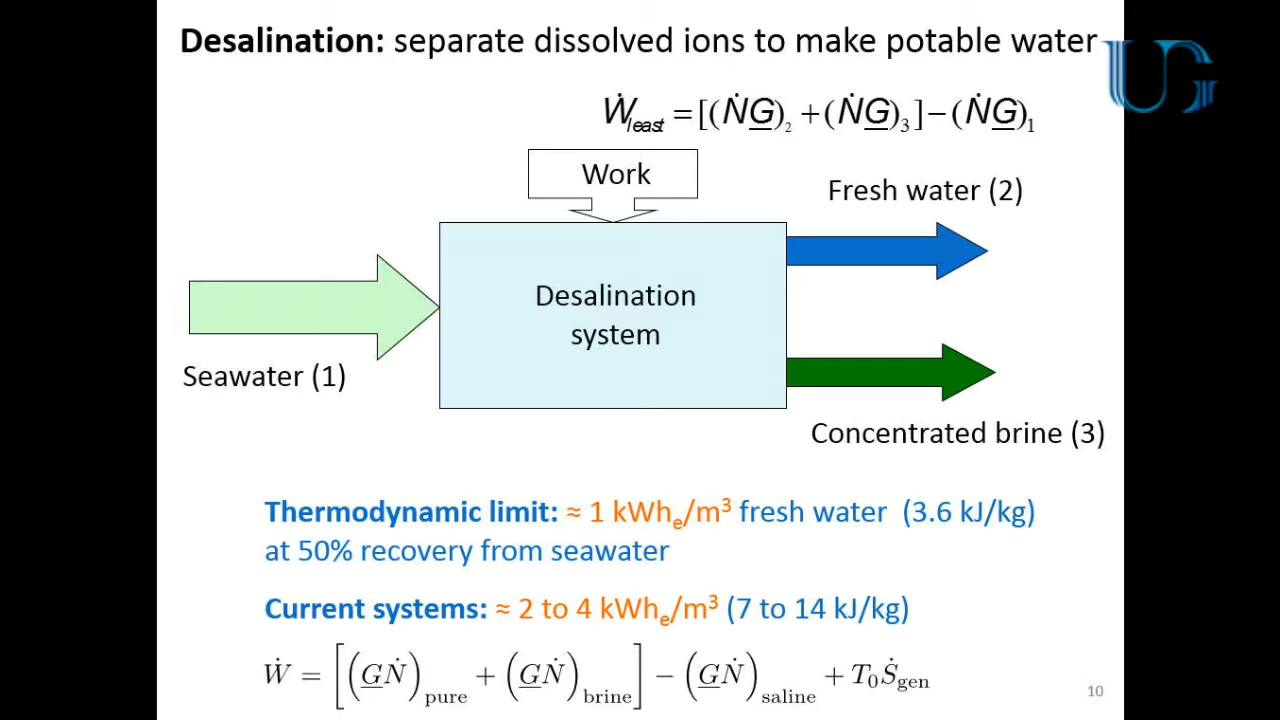 Desalination: separate dissolved ions to make potable water
UG
Ẇleast = [(ṄG)2 + (ṄG)3] − (ṄG)1
Work
Fresh water (2)
Desalination
system
Seawater (1)
Concentrated brine (3)
Thermodynamic limit: ≈ 1 kWhe/m³ fresh water (3.6 kJ/kg)
at 50% recovery from seawater
Current systems: ≈ 2 to 4 kWhe/m³ (7 to 14 kJ/kg)
Ẇ = [(GṄ)pure + (GṄ)brine] − (GṄ)saline + T0Ṡgen
10